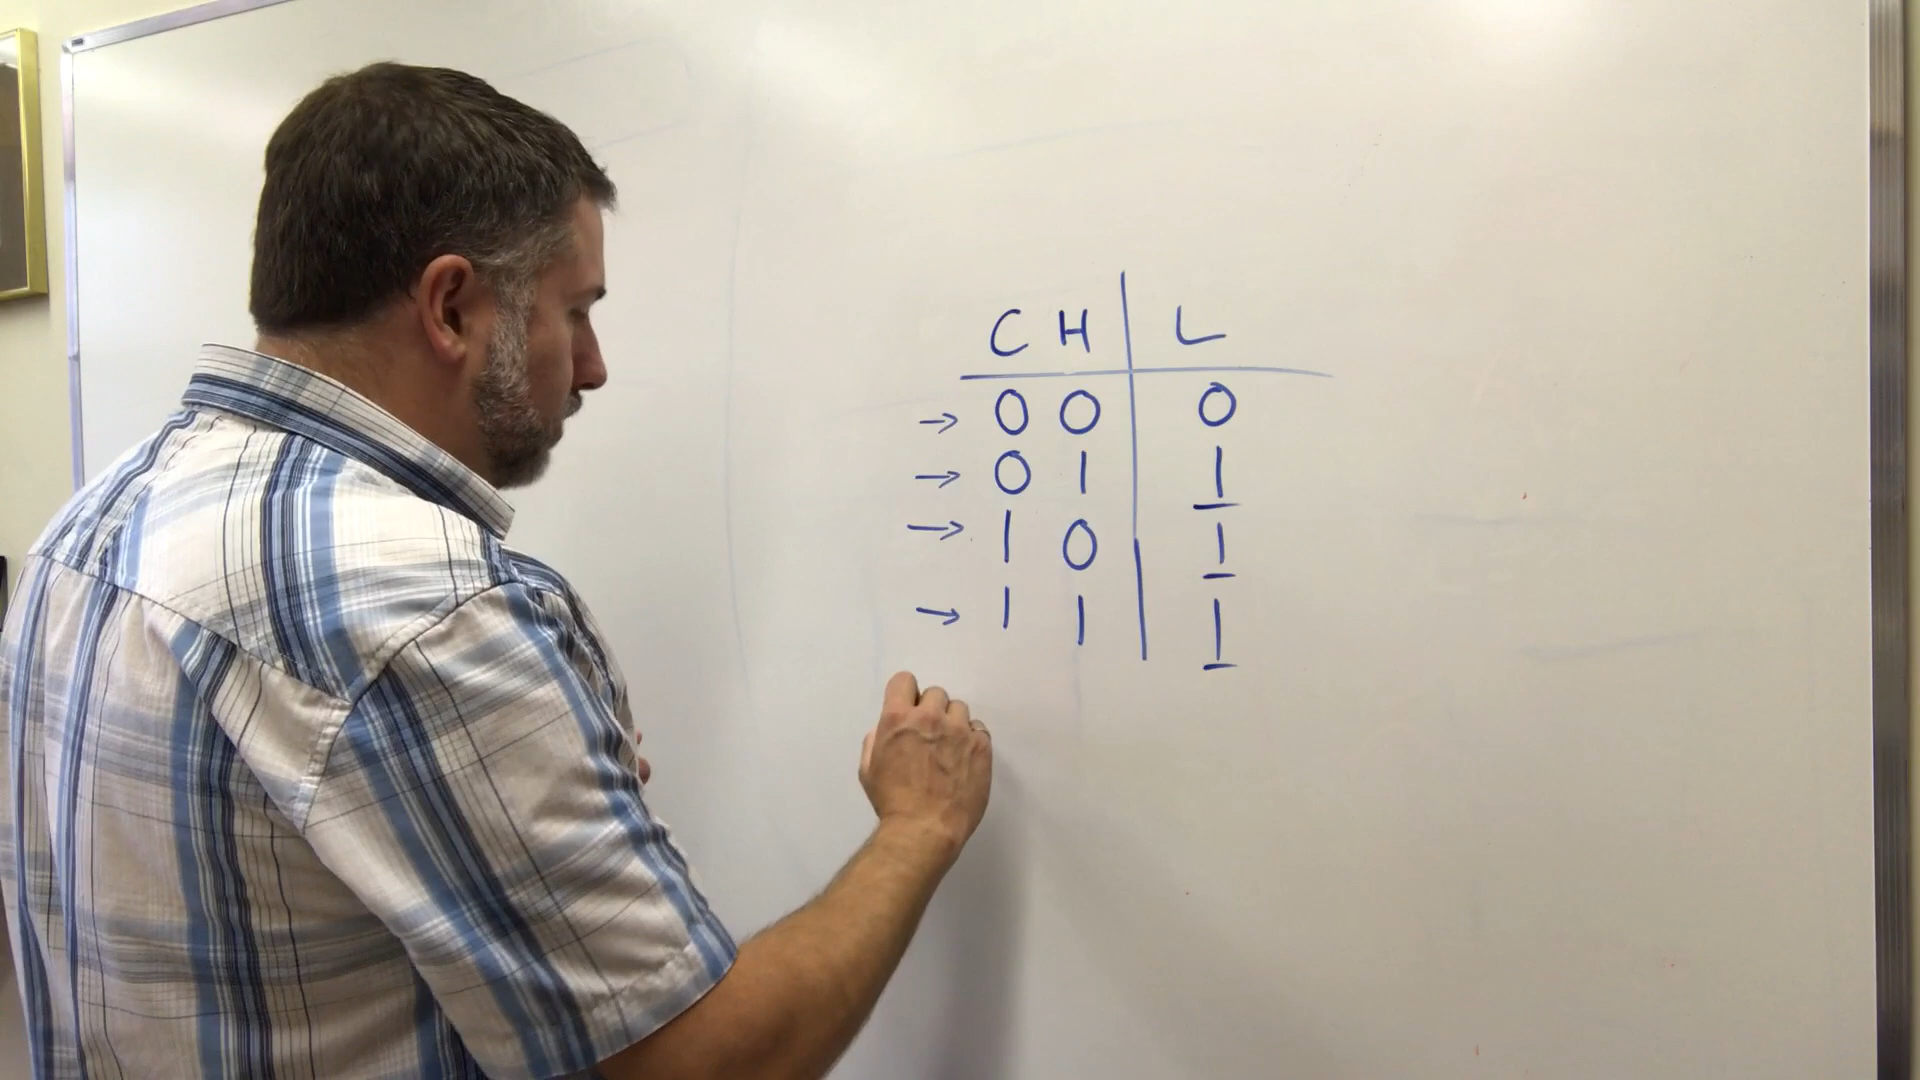 C H L
→ 0 0 0
→ 0 1 1
→ 1 0 1
→ 1 1 1